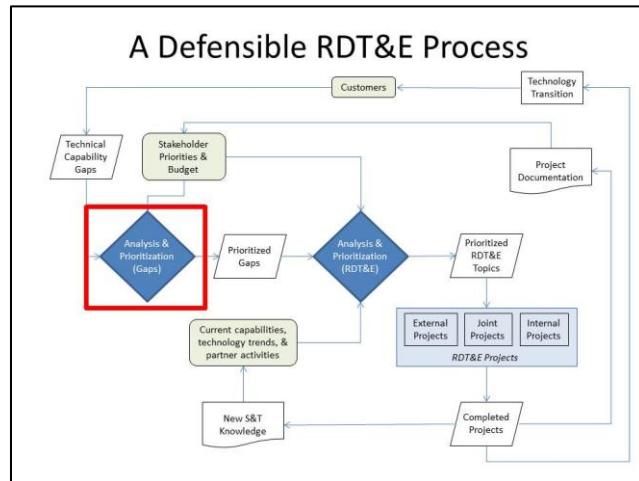 A Defensible RDT&E Process
Customers
Technology
Transition
Technical
Capability
Gaps
Stakeholder
Priorities &
Budget
Project
Documentation
Analysis &
Prioritization
(Gaps)
Prioritized
Gaps
Analysis &
Prioritization
(RDT&E)
Prioritized
RDT&E
Topics
External
Projects
Joint
Projects
Internal
Projects
RDT&E Projects
Current capabilities,
technology trends, &
partner activities
New S&T
Knowledge
Completed
Projects